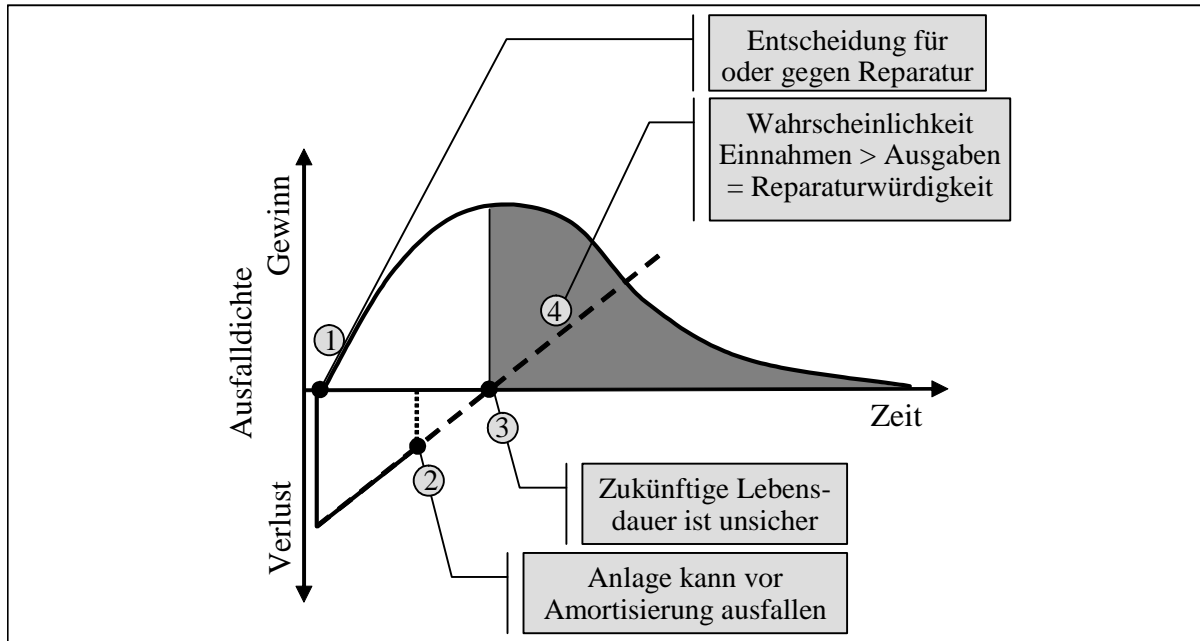 Entscheidung für
oder gegen Reparatur
Wahrscheinlichkeit
Einnahmen > Ausgaben
= Reparaturwürdigkeit
Ausfalldichte
Gewinn
Verlust
1
4
Zeit
3
2
Zukünftige Lebens-
dauer ist unsicher
Anlage kann vor
Amortisierung ausfallen